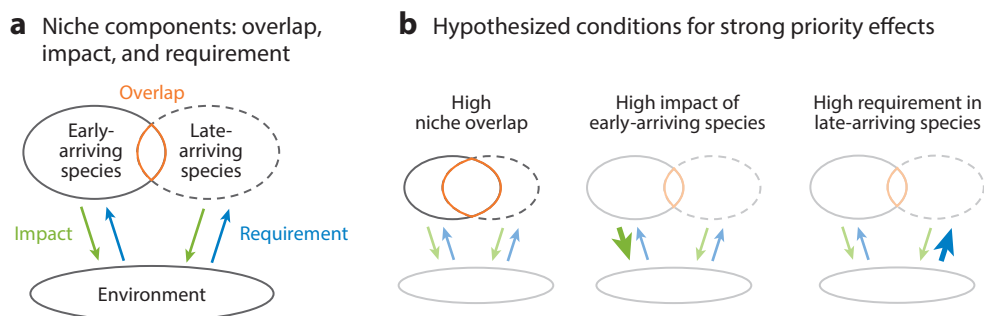 a Niche components: overlap,
impact, and requirement
Overlap
Early-
arriving
species
Late-
arriving
species
Impact
Requirement
Environment
b Hypothesized conditions for strong priority effects
High
niche overlap
High impact of
early-arriving species
High requirement in
late-arriving species